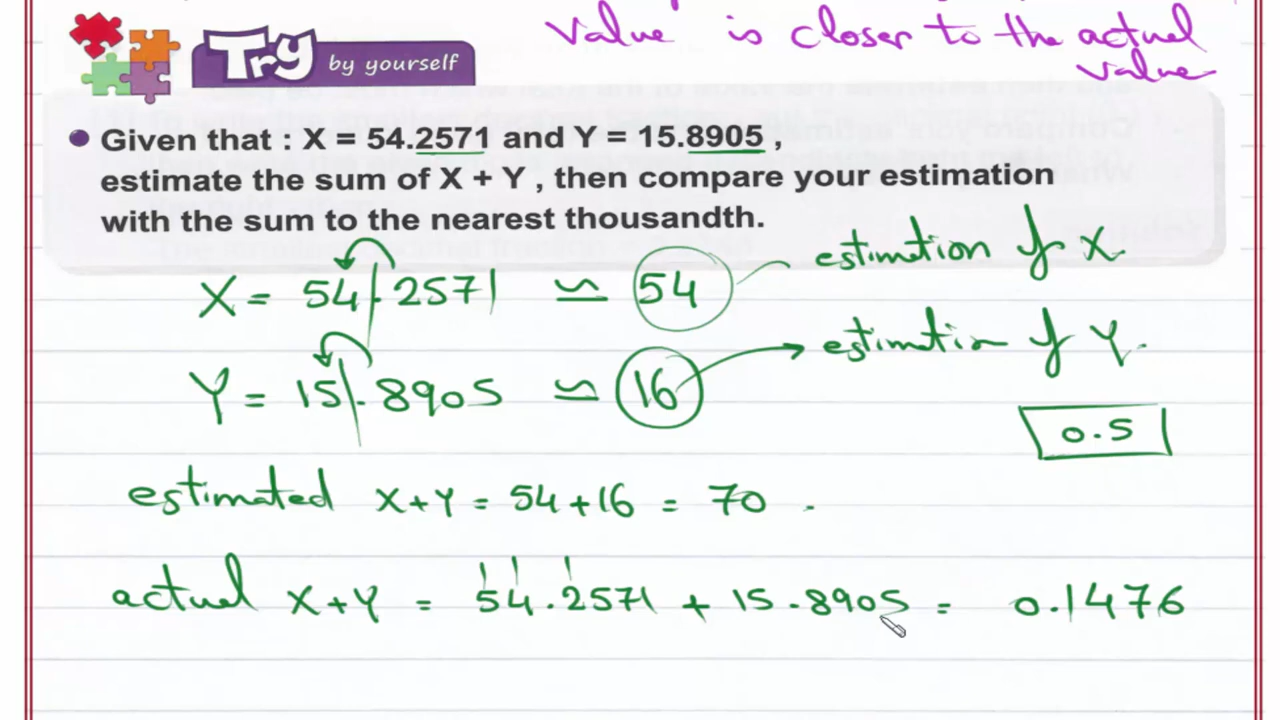 value is closer to the actual
value
Try by yourself
Given that : X = 54.2571 and Y = 15.8905 ,
estimate the sum of X + Y , then compare your estimation
with the sum to the nearest thousandth.
X = 54.2571 ≃ 54 estimation of X.
Y = 15.8905 ≃ 16 estimation of Y.
0.5
estimated X+Y = 54+16 = 70 .
actual X+Y = 54.2571 + 15.8905 = 0.1476